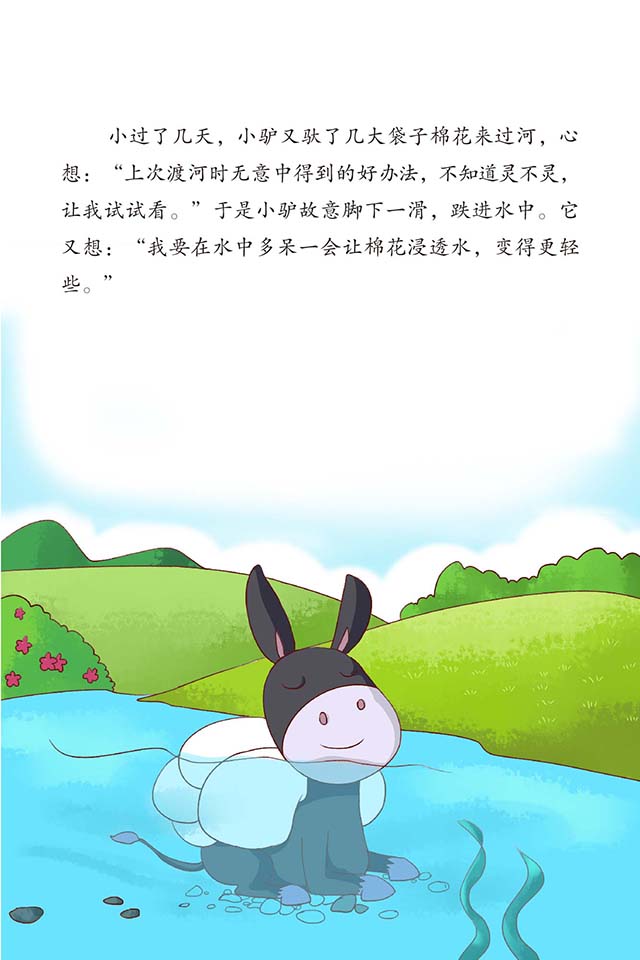 小过了几天，小驴又驮了几大袋子棉花来过河，心
想：“上次渡河时无意中得到的好办法，不知道灵不灵，
让我试试看。”于是小驴故意脚下一滑，跌进水中。它
又想：“我要在水中多呆一会让棉花浸透水，变得更轻
些。”